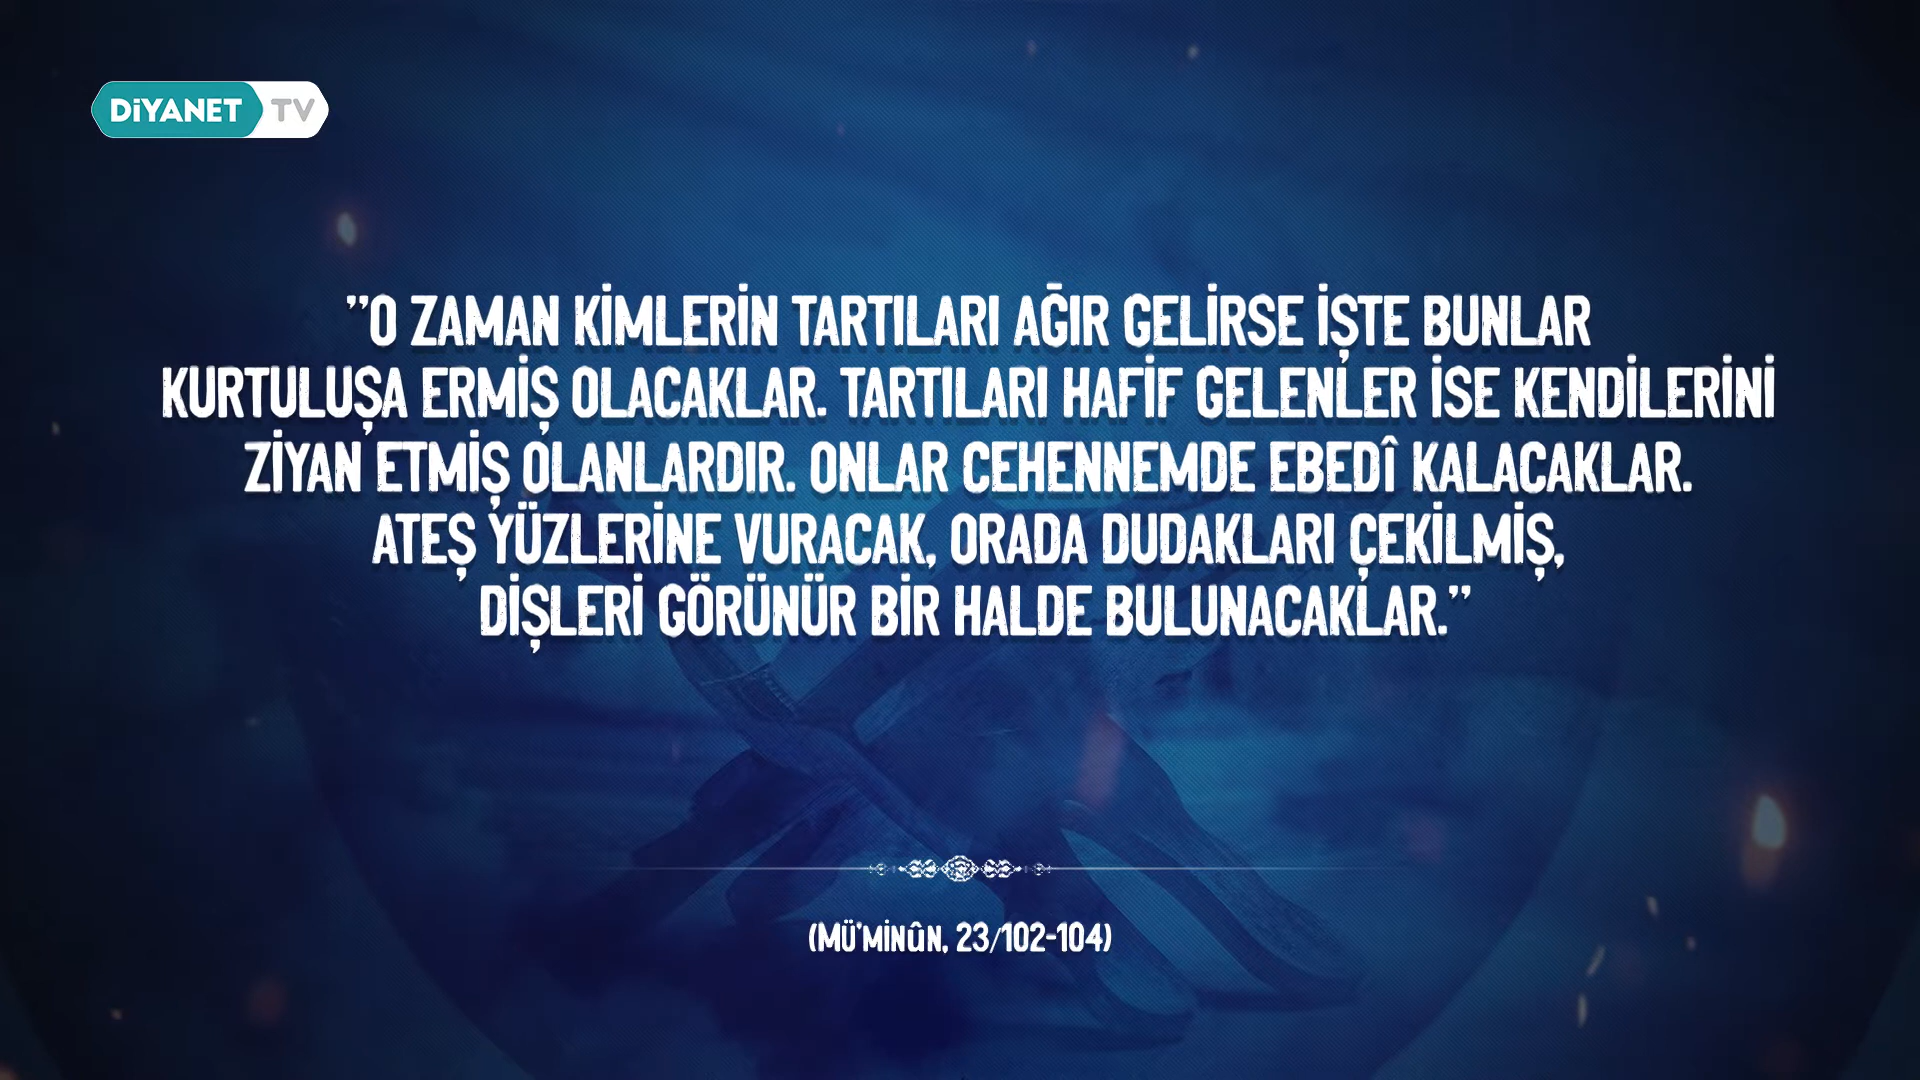 DİYANET TV
"O ZAMAN KİMLERİN TARTILARI AĞIR GELİRSE İŞTE BUNLAR
KURTULUŞA ERMİŞ OLACAKLAR. TARTILARI HAFİF GELENLER İSE KENDİLERİNİ
ZİYAN ETMİŞ OLANLARDIR. ONLAR CEHENNEMDE EBEDÎ KALACAKLAR.
ATEŞ YÜZLERİNE VURACAK, ORADA DUDAKLARI ÇEKİLMİŞ,
DİŞLERİ GÖRÜNÜR BİR HALDE BULUNACAKLAR."
(MÜ'MİNÛN, 23/102-104)